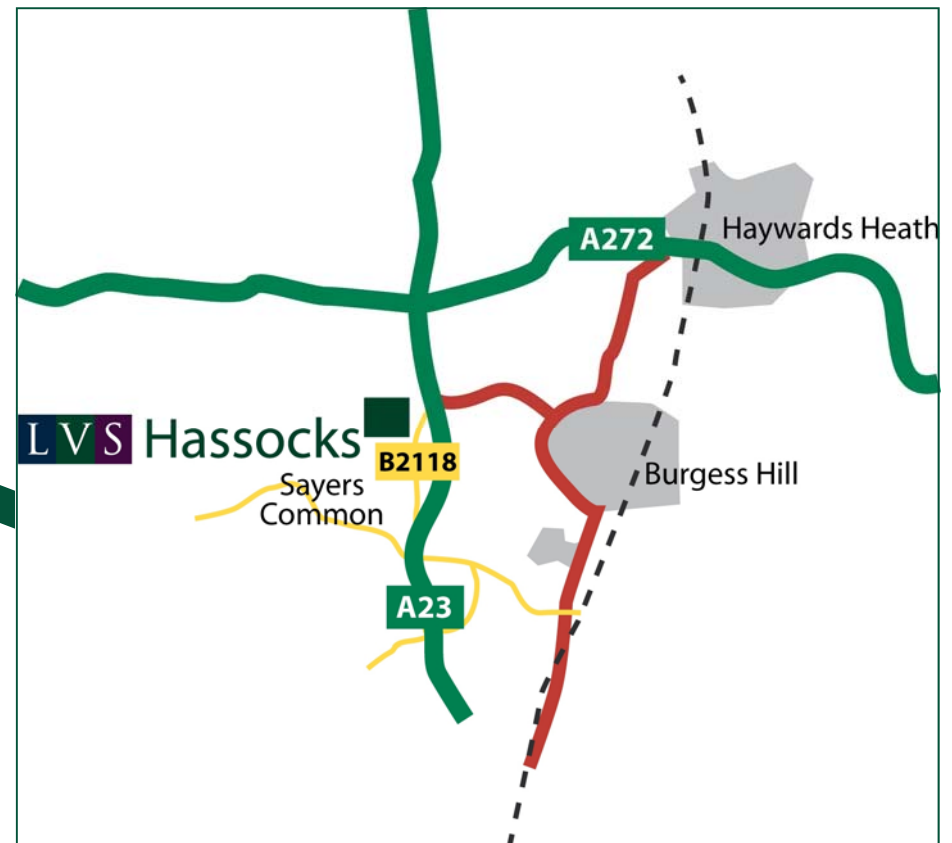 Haywards Heath
A272
LVS Hassocks
B2118
Sayers
Common
Burgess Hill
A23